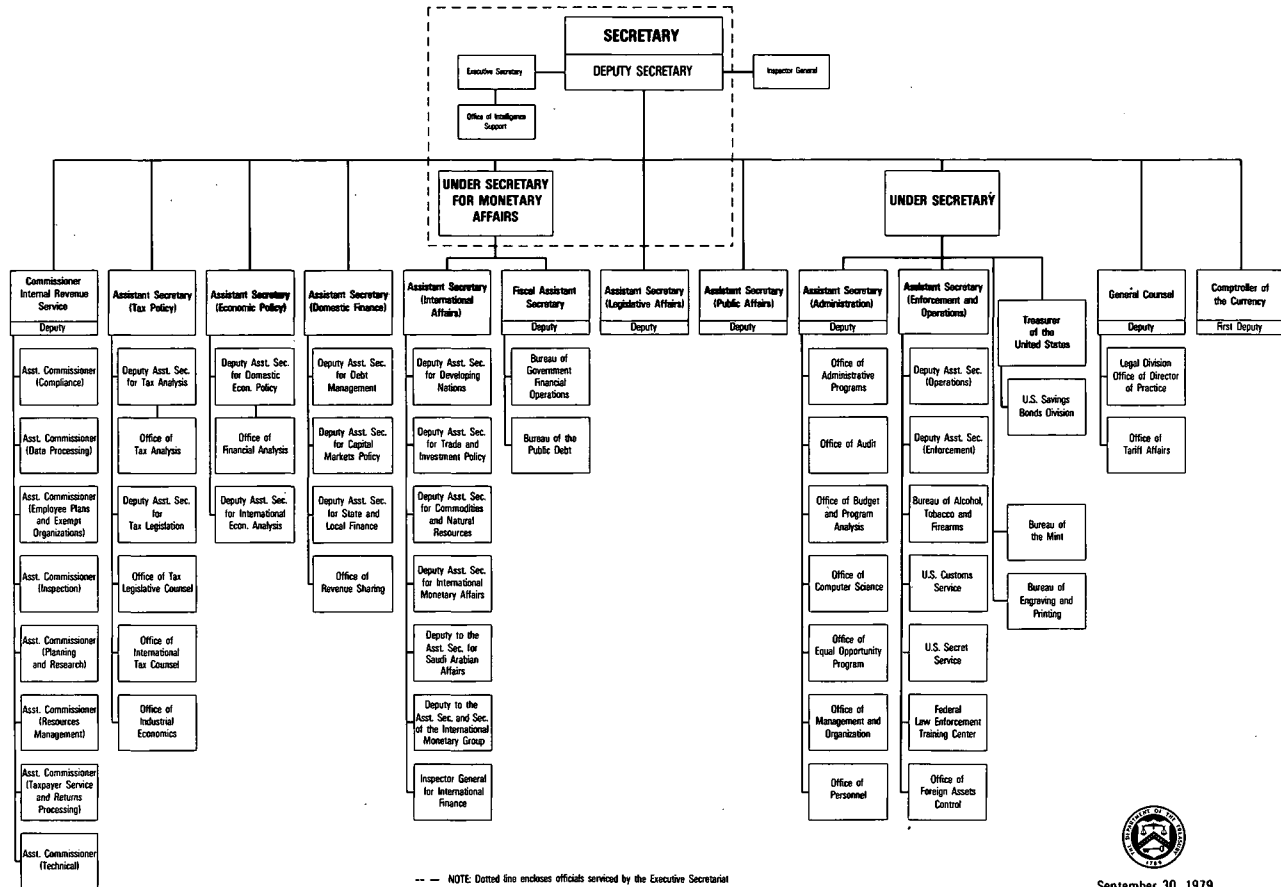 SECRETARY
DEPUTY SECRETARY
Executive Secretary
Inspector General
Office of Intelligence
Support
UNDER SECRETARY
FOR MONETARY
AFFAIRS
UNDER SECRETARY
Commissioner
Internal Revenue
Service
Deputy
Asst. Commissioner
(Compliance)
Asst. Commissioner
(Data Processing)
Asst. Commissioner
(Employee Plans
and Exempt
Organizations)
Asst. Commissioner
(Inspection)
Asst. Commissioner
(Planning
and Research)
Asst. Commissioner
(Resources
Management)
Asst. Commissioner
(Taxpayer Service
and Returns
Processing)
Asst. Commissioner
(Technical)
Assistant Secretary
(Tax Policy)
Deputy Asst. Sec.
for Tax Analysis
Office of
Tax Analysis
Deputy Asst. Sec.
for
Tax Legislation
Office of Tax
Legislative Counsel
Office of
International
Tax Counsel
Office of
Industrial
Economics
Assistant Secretary
(Economic Policy)
Deputy Asst. Sec.
for Domestic
Econ. Policy
Office of
Financial Analysis
Deputy Asst. Sec.
for International
Econ. Analysis
Assistant Secretary
(Domestic Finance)
Deputy Asst. Sec.
for Debt
Management
Deputy Asst. Sec.
for Capital
Markets Policy
Deputy Asst. Sec.
for State and
Local Finance
Office of
Revenue Sharing
Assistant Secretary
(International
Affairs)
Deputy Asst. Sec.
for Developing
Nations
Deputy Asst. Sec.
for Trade and
Investment Policy
Deputy Asst. Sec.
for Commodities
and Natural
Resources
Deputy Asst. Sec.
for International
Monetary Affairs
Deputy to the
Asst. Sec. for
Saudi Arabian
Affairs
Deputy to the
Asst. Sec. and Sec.
of the International
Monetary Group
Inspector General
for International
Finance
Fiscal Assistant
Secretary
Deputy
Bureau of
Government
Financial
Operations
Bureau of the
Public Debt
Assistant Secretary
(Legislative Affairs)
Deputy
Assistant Secretary
(Public Affairs)
Deputy
Assistant Secretary
(Administration)
Deputy
Office of
Administrative
Programs
Office of Audit
Office of Budget
and Program
Analysis
Office of
Computer Science
Office of
Equal Opportunity
Program
Office of
Management and
Organization
Office of
Personnel
Assistant Secretary
(Enforcement and
Operations)
Deputy Asst. Sec.
(Operations)
Deputy Asst. Sec.
(Enforcement)
Bureau of Alcohol,
Tobacco and
Firearms
U.S. Customs
Service
U.S. Secret
Service
Federal
Law Enforcement
Training Center
Office of
Foreign Assets
Control
Treasurer
of the
United States
U.S. Savings
Bonds Division
Bureau of
the Mint
Bureau of
Engraving and
Printing
General Counsel
Deputy
Legal Division
Office of Director
of Practice
Office of
Tariff Affairs
Comptroller of
the Currency
First Deputy
-- — NOTE: Dotted line encloses officials serviced by the Executive Secretariat
THE DEPARTMENT OF THE TREASURY
1789
September 30, 1979